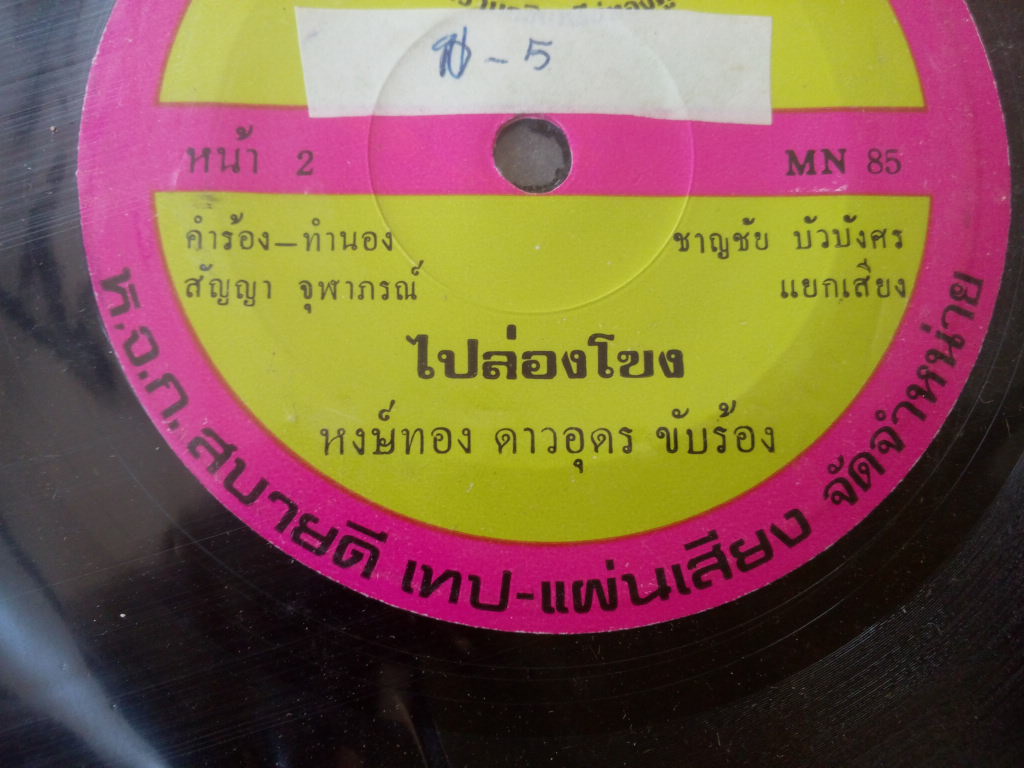 - 5
หน้า 2
MN 85
คำร้อง-ทำนอง
สัญญา จุฬาภรณ์
ชาญชัย บัวบังศร
แยกเสียง
ไปล่องโขง
หงษ์ทอง ดาวอุดร ขับร้อง
ห.จ.ก. สบายดี เทป-แผ่นเสียง จัดจำหน่าย